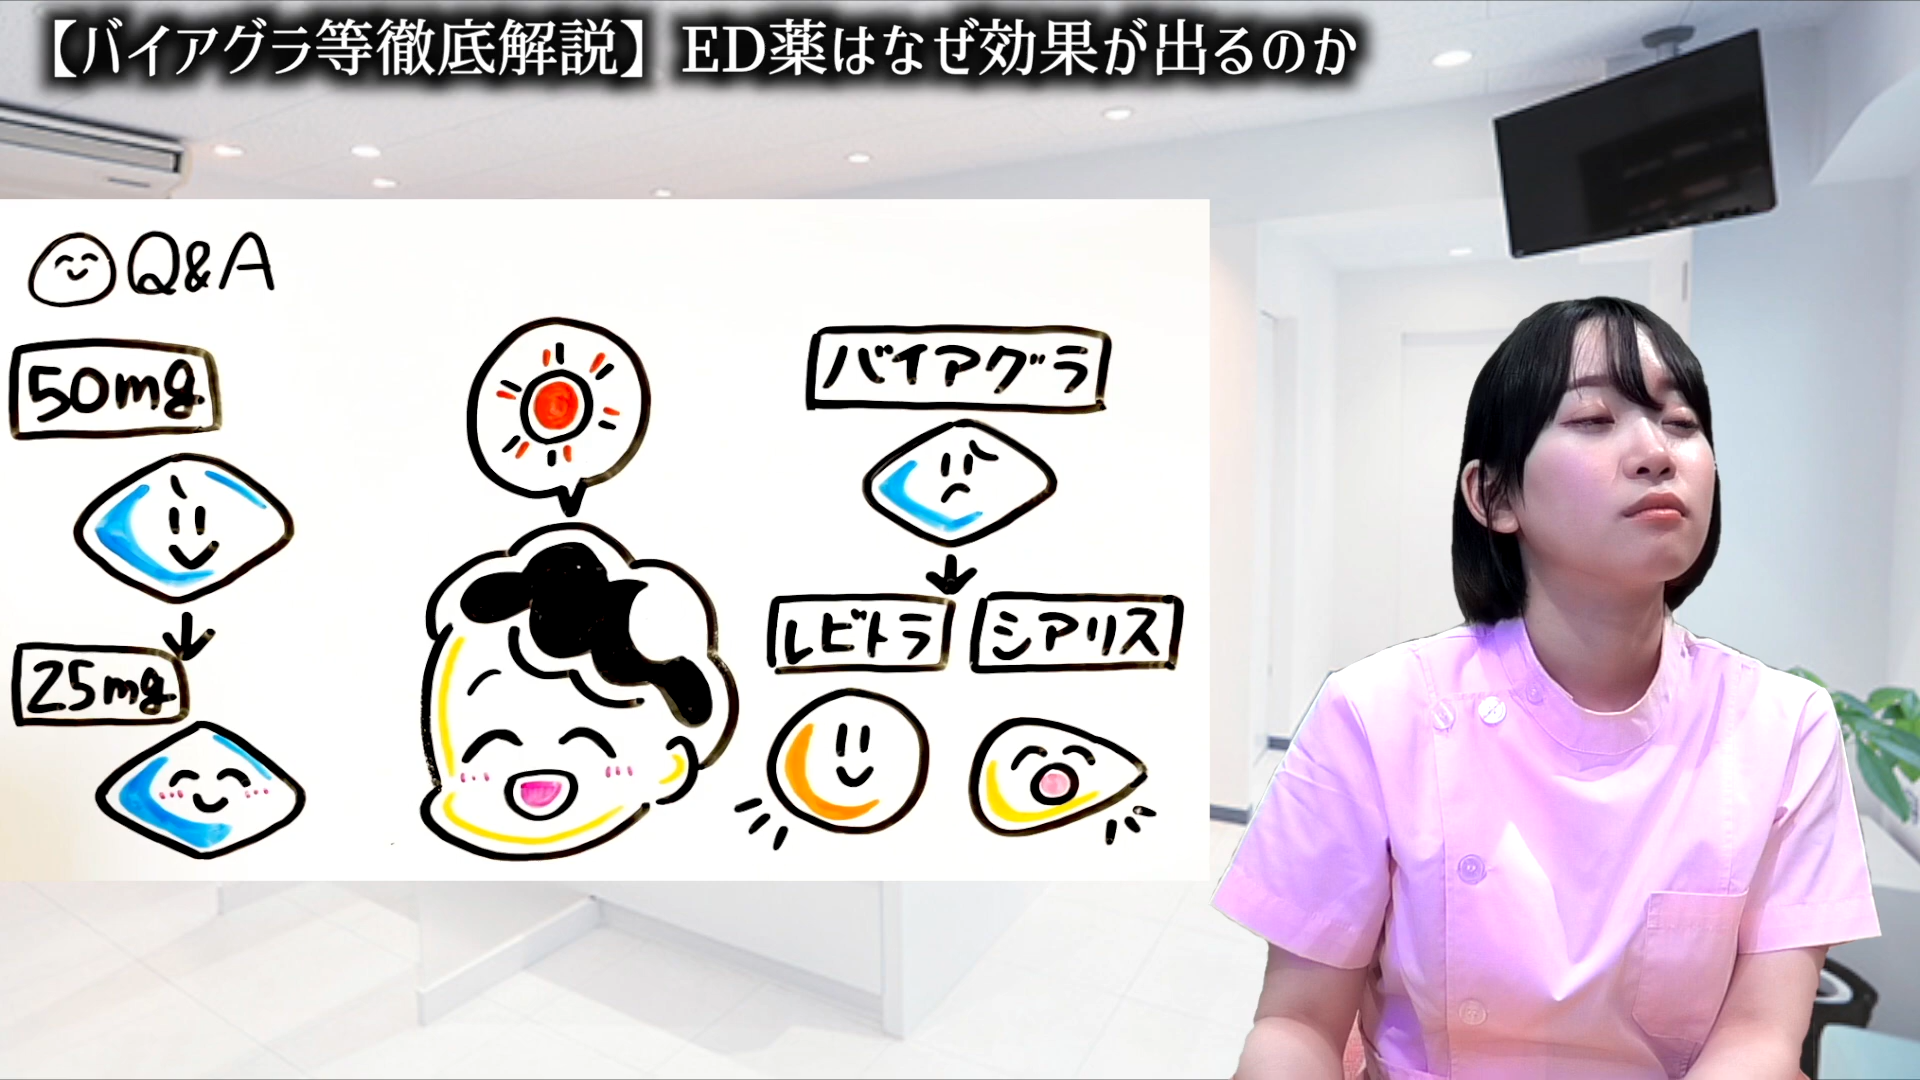 【バイアグラ等徹底解説】ED薬はなぜ効果が出るのか
Q&A
50mg
25mg
バイアグラ
レビトラ
シアリス